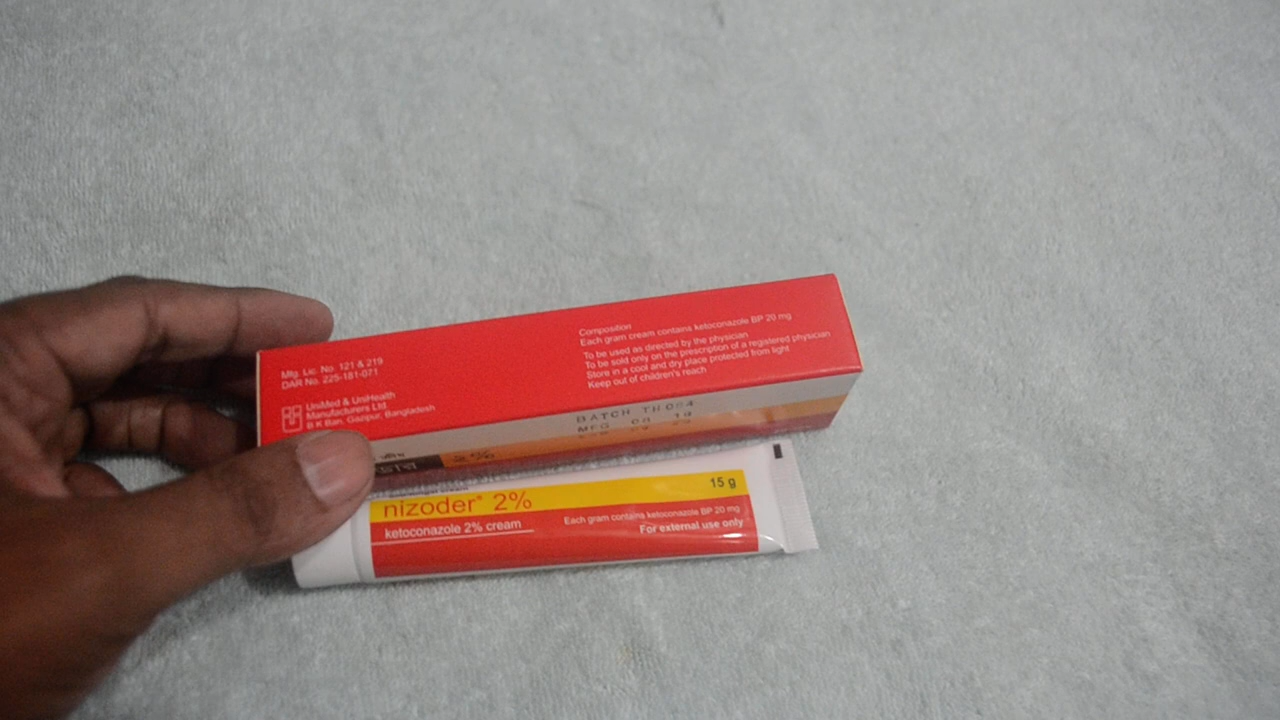 Composition
Each gram cream contains ketoconazole BP 20 mg
To be used as directed by the physician
To be sold only on the prescription of a registered physician
Store in a cool and dry place protected from light
Keep out of children's reach
Mfg. Lic. No. 121 & 219
DAR No. 225-181-071
UniMed & UniHealth
Manufacturers Ltd.
B K Bari, Gazipur, Bangladesh
BATCH
MFG
nizoder® 2%
15 g
ketoconazole 2% cream
Each gram contains ketoconazole BP 20 mg
For external use only